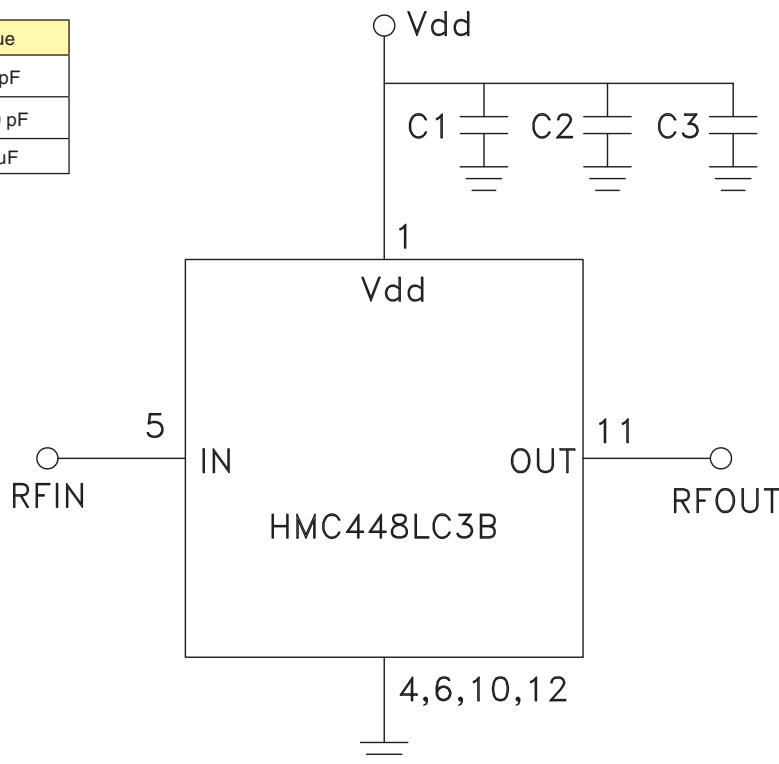 Vdd
pF
pF
uF
C1
C2
C3
1
Vdd
5
11
IN
OUT
RFIN
RFOUT
HMC448LC3B
4,6,10,12